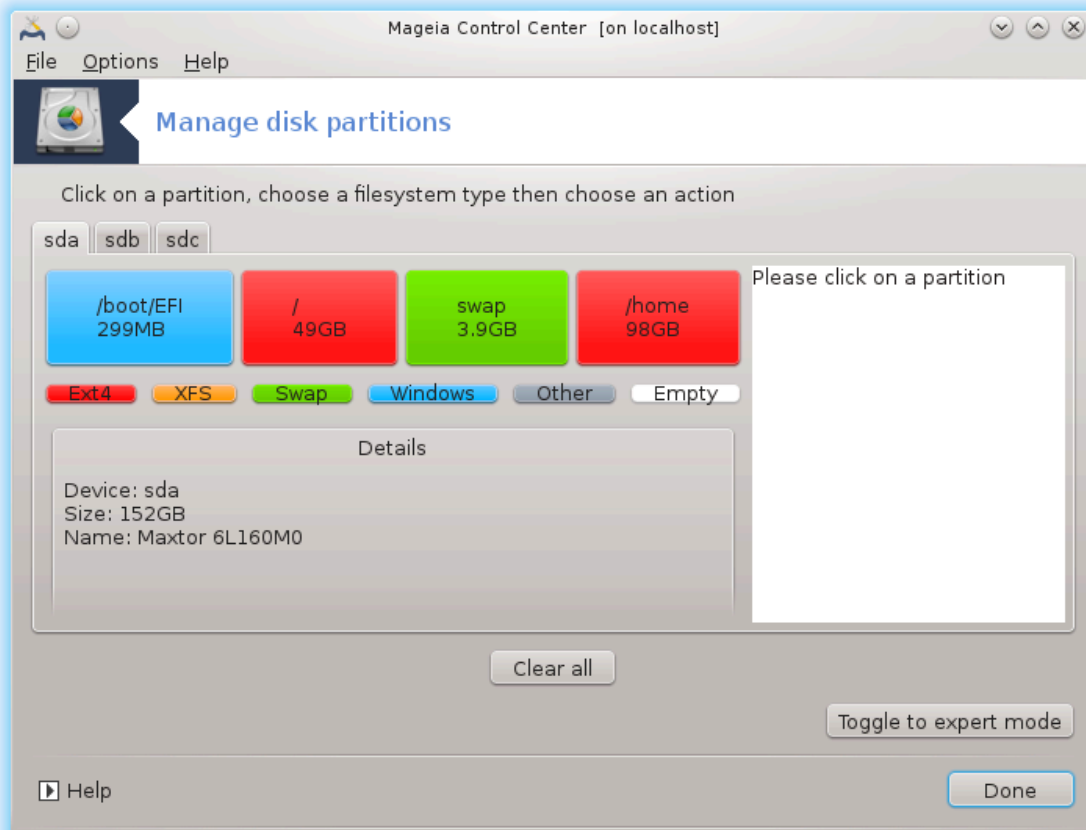 Mageia Control Center [on localhost]
File Options Help
Manage disk partitions
Click on a partition, choose a filesystem type then choose an action
sda sdb sdc
/boot/EFI
299MB
/
49GB
swap
3.9GB
/home
98GB
Please click on a partition
Ext4 XFS Swap Windows Other Empty
Details
Device: sda
Size: 152GB
Name: Maxtor 6L160M0
Clear all
Toggle to expert mode
Help
Done